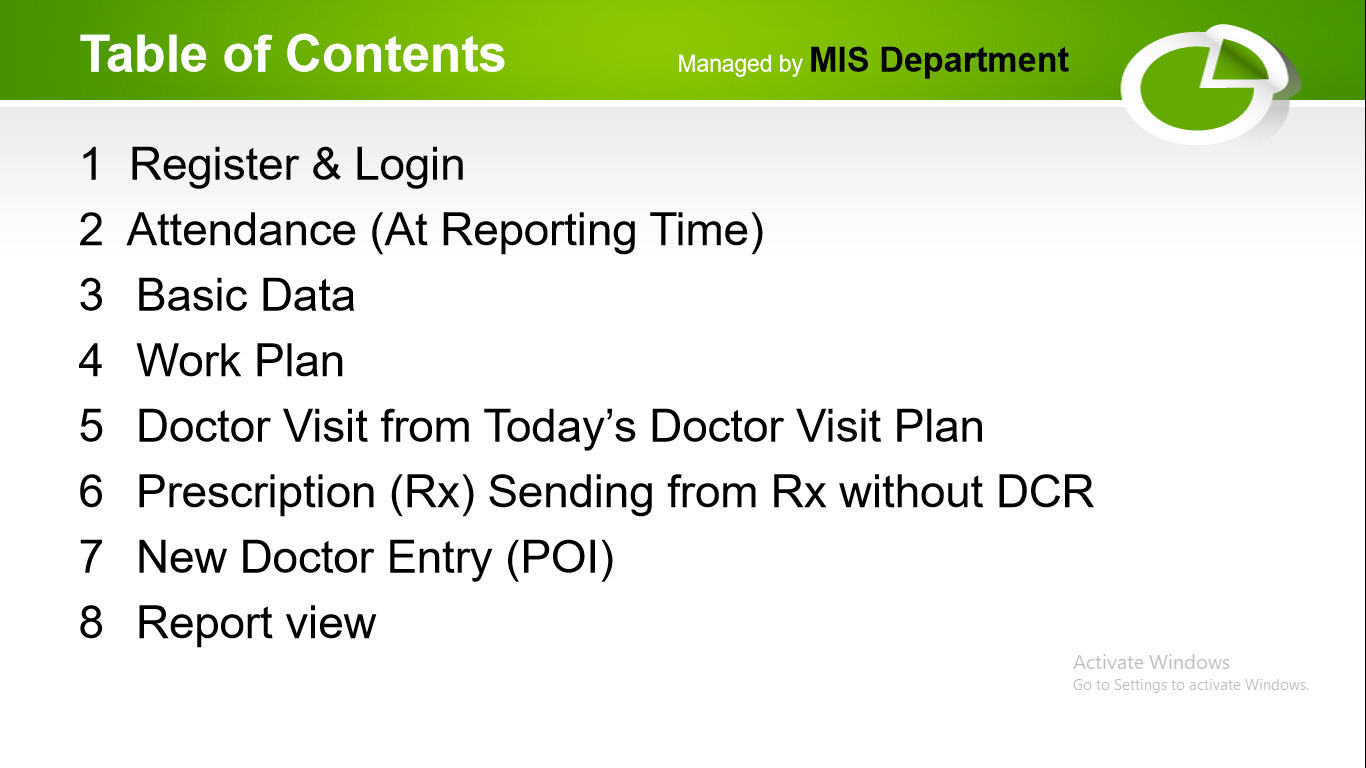 Table of Contents
Managed by MIS Department
1 Register & Login
2 Attendance (At Reporting Time)
3 Basic Data
4 Work Plan
5 Doctor Visit from Today’s Doctor Visit Plan
6 Prescription (Rx) Sending from Rx without DCR
7 New Doctor Entry (POI)
8 Report view
Activate Windows
Go to Settings to activate Windows.